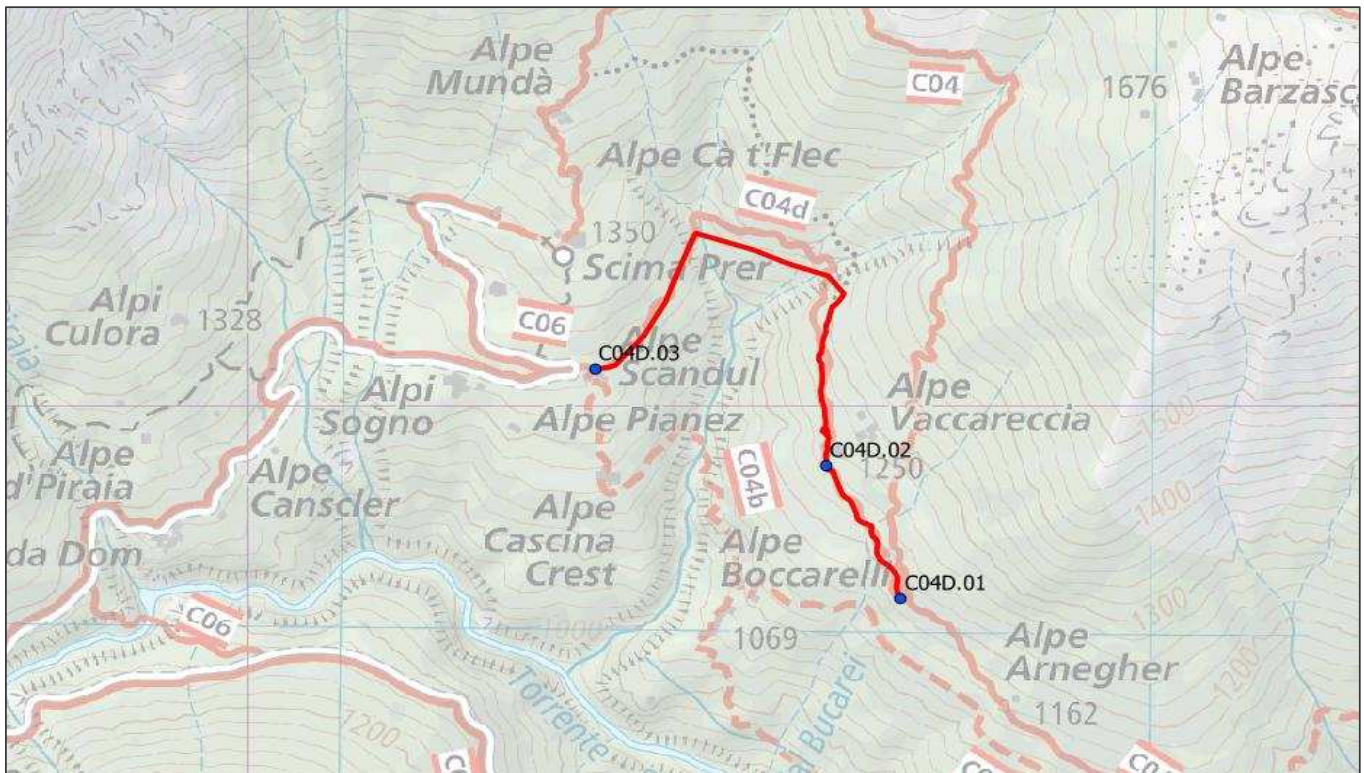 Alpe
Mundà
C04
1676
Alpe
Barzasc
Alpe Cà t'Flec
C04d
1350
Scima Prer
Alpi
Culora
1328
C06
C04D.03
Alpe
Scandul
Alpi
Sogno
Alpe Pianez
Alpe
Vaccareccia
1500
C04D.02
1250
Alpe
d'Piraia
Alpe
Canscler
C04b
1400
Alpe
Cascina
Crest
Alpe
Boccarelli
C04D.01
da Dom
C06
1000
1069
1300
Alpe
Arnegher
1200
1162
Torrente
1200